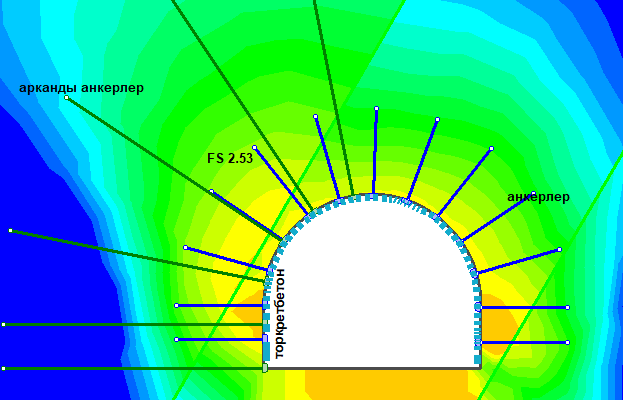 арканды анкерлер
FS 2.53
анкерлер
торкретбетон